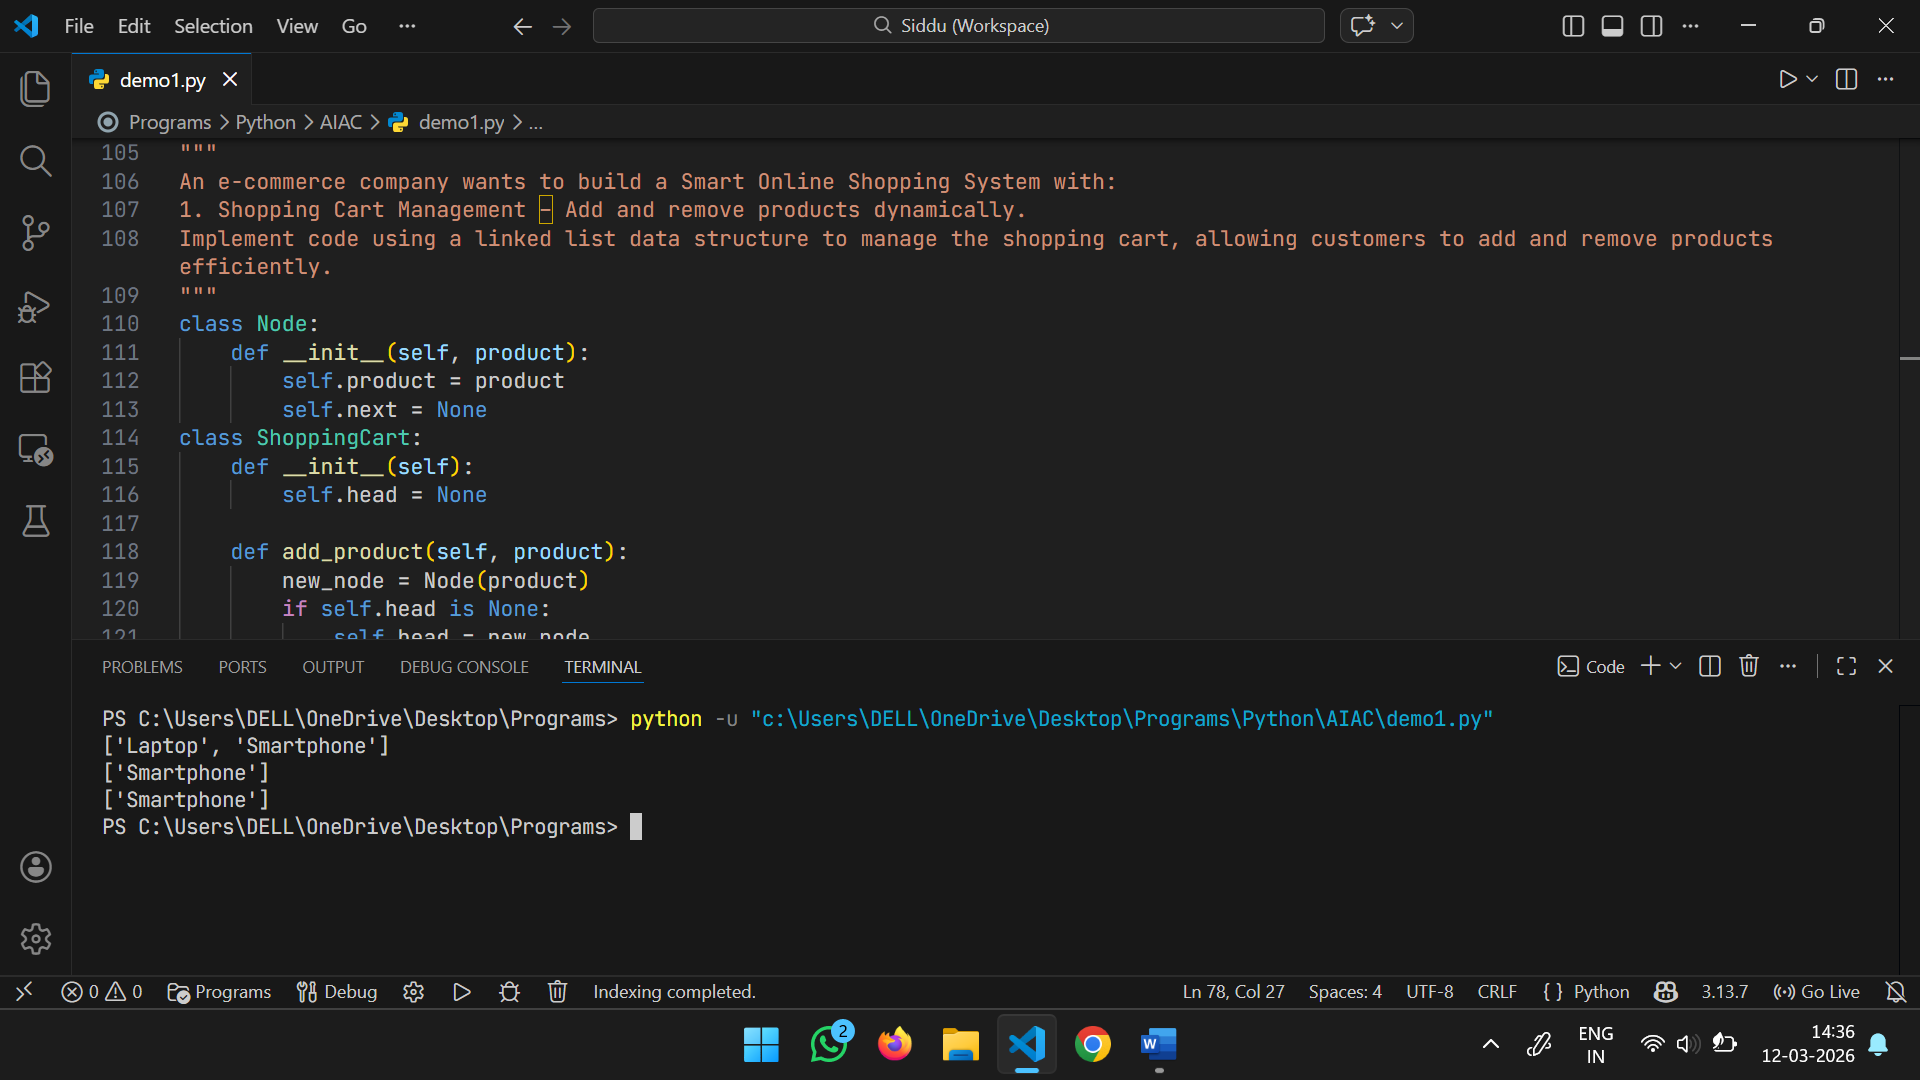 File Edit Selection View Go Siddu (Workspace)
demo1.py
Programs > Python > AIAC > demo1.py > ...
105 """
106 An e-commerce company wants to build a Smart Online Shopping System with:
107 1. Shopping Cart Management – Add and remove products dynamically.
108 Implement code using a linked list data structure to manage the shopping cart, allowing customers to add and remove products
efficiently.
109 """
110 class Node:
111 def __init__(self, product):
112 self.product = product
113 self.next = None
114 class ShoppingCart:
115 def __init__(self):
116 self.head = None
117
118 def add_product(self, product):
119 new_node = Node(product)
120 if self.head is None:
121 self.head = new_node
PROBLEMS PORTS OUTPUT DEBUG CONSOLE TERMINAL Code
PS C:\Users\DELL\OneDrive\Desktop\Programs> python -u "c:\Users\DELL\OneDrive\Desktop\Programs\Python\AIAC\demo1.py"
['Laptop', 'Smartphone']
['Smartphone']
['Smartphone']
PS C:\Users\DELL\OneDrive\Desktop\Programs>
0 0 Programs Debug Indexing completed. Ln 78, Col 27 Spaces: 4 UTF-8 CRLF { } Python 3.13.7 Go Live
2
W
ENG
IN
14:36
12-03-2026